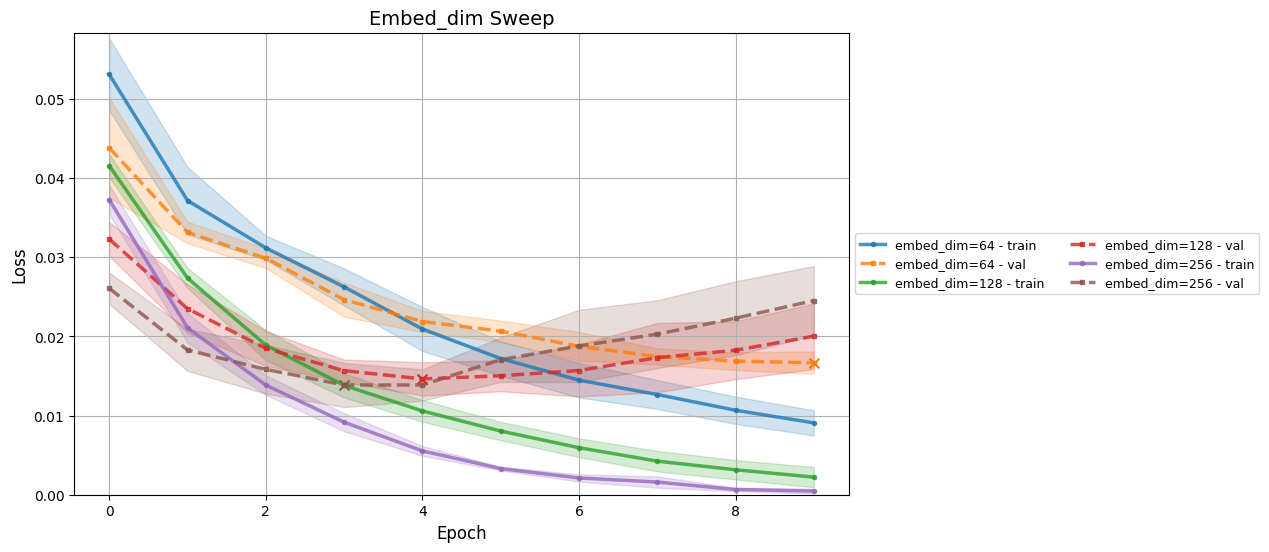 Embed_dim Sweep
Loss
0.05
0.04
0.03
0.02
0.01
0.00
0 2 4 6 8
Epoch
embed_dim=64 - train
embed_dim=64 - val
embed_dim=128 - train
embed_dim=128 - val
embed_dim=256 - train
embed_dim=256 - val